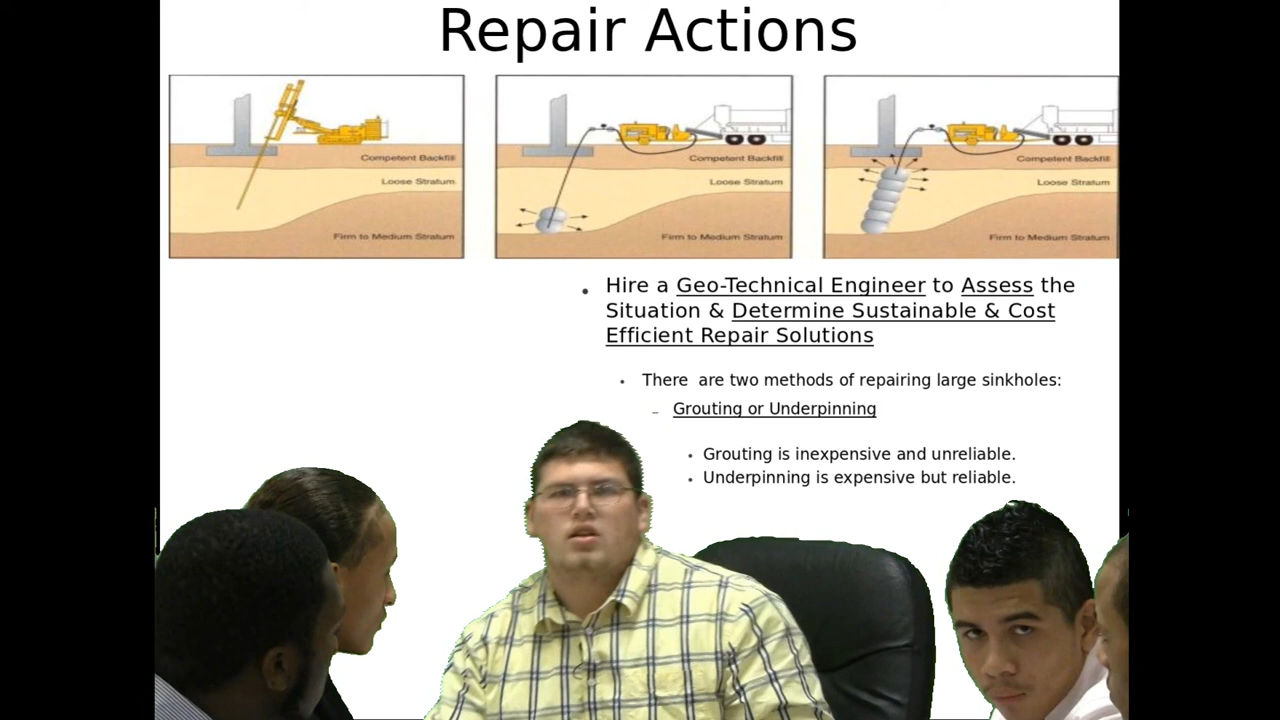 Repair Actions
Competent Backfill
Loose Stratum
Firm to Medium Stratum
Competent Backfill
Loose Stratum
Firm to Medium Stratum
Competent Backfill
Loose Stratum
Firm to Medium Stratum
• Hire a Geo-Technical Engineer to Assess the
Situation & Determine Sustainable & Cost
Efficient Repair Solutions
• There are two methods of repairing large sinkholes:
– Grouting or Underpinning
• Grouting is inexpensive and unreliable.
• Underpinning is expensive but reliable.